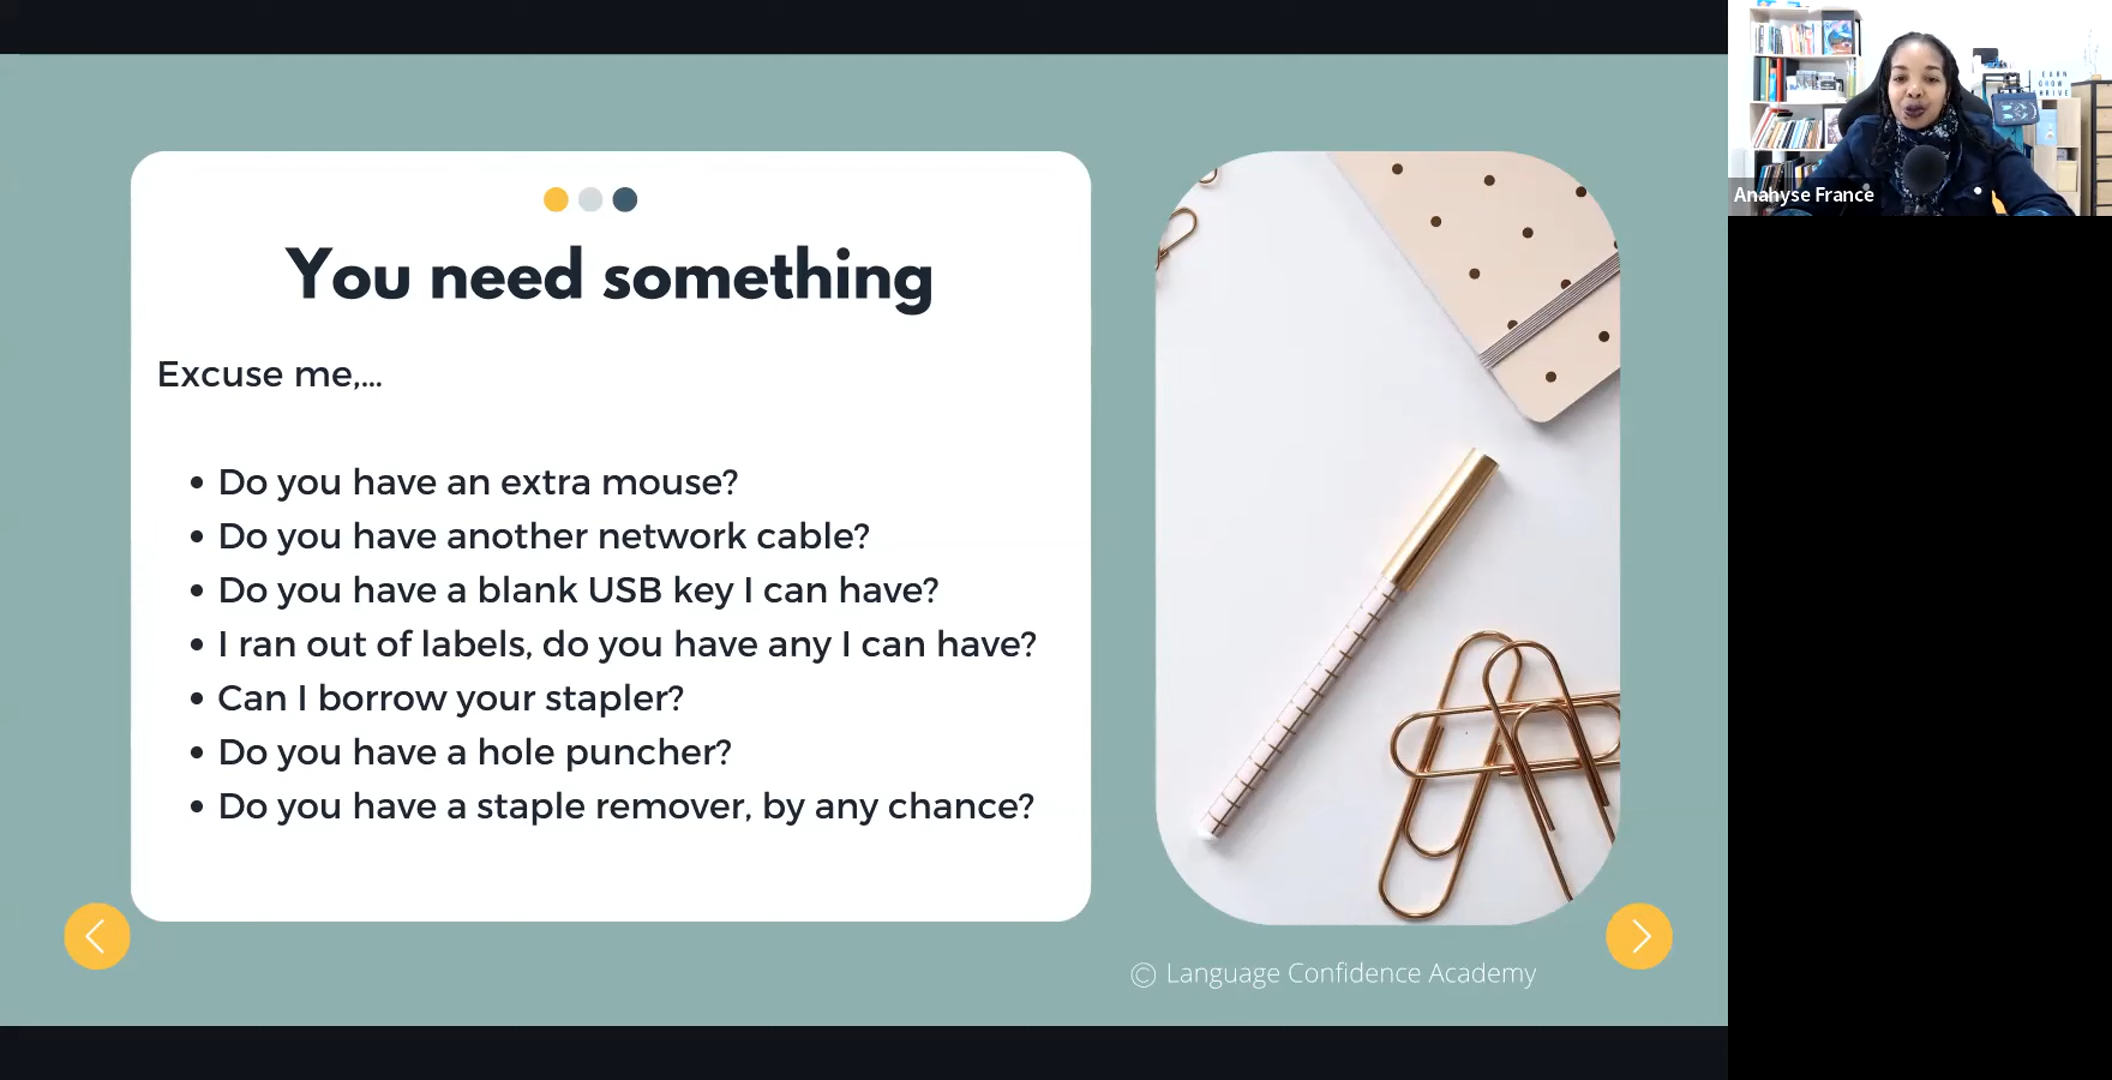 You need something
Excuse me,...
• Do you have an extra mouse?
• Do you have another network cable?
• Do you have a blank USB key I can have?
• I ran out of labels, do you have any I can have?
• Can I borrow your stapler?
• Do you have a hole puncher?
• Do you have a staple remover, by any chance?
© Language Confidence Academy
Anahyse France